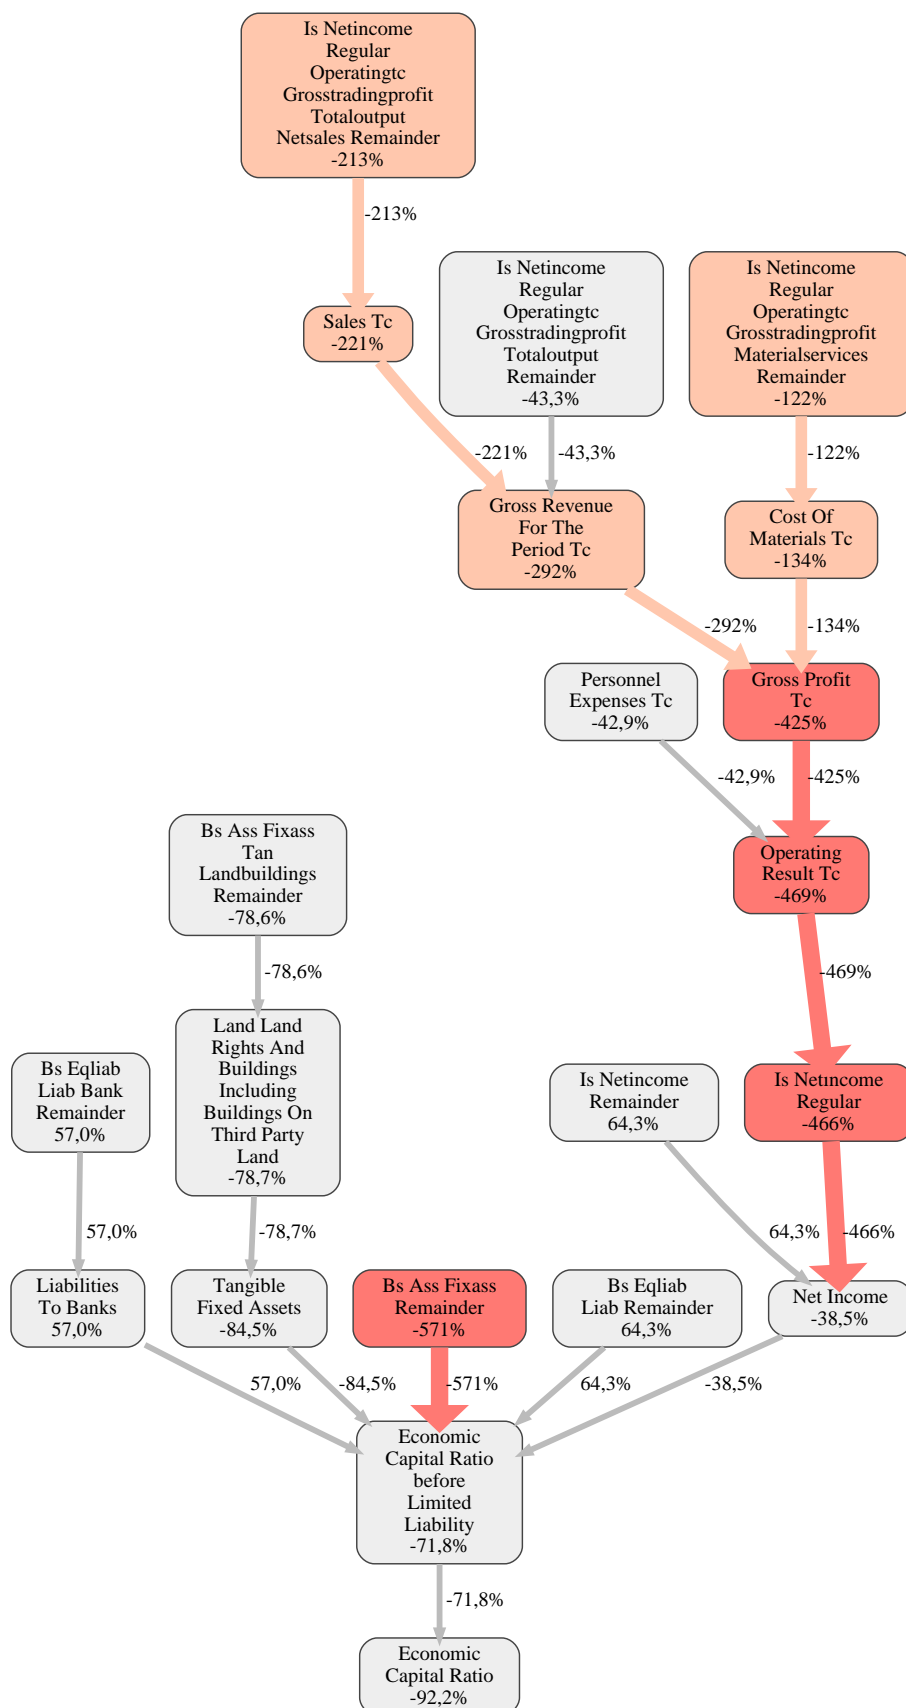 Is Netincome
Regular
Operatingtc
Grosstradingprofit
Totaloutput
Netsales Remainder
-213%
-213%
Sales Tc
-221%
Is Netincome
Regular
Operatingtc
Grosstradingprofit
Totaloutput
Remainder
-43,3%
Is Netincome
Regular
Operatingtc
Grosstradingprofit
Materialservices
Remainder
-122%
-221%
-43,3%
-122%
Gross Revenue
For The
Period Tc
-292%
Cost Of
Materials Tc
-134%
-292%
-134%
Personnel
Expenses Tc
-42,9%
Gross Profit
Tc
-425%
-42,9%
-425%
Bs Ass Fixass
Tan
Landbuildings
Remainder
-78,6%
Operating
Result Tc
-469%
-78,6%
-469%
Land Land
Rights And
Buildings
Including
Buildings On
Third Party
Land
-78,7%
Bs Eqliab
Liab Bank
Remainder
57,0%
Is Netincome
Remainder
64,3%
Is Netincome
Regular
-466%
57,0%
-78,7%
64,3%
-466%
Liabilities
To Banks
57,0%
Tangible
Fixed Assets
-84,5%
Bs Ass Fixass
Remainder
-571%
Bs Eqliab
Liab Remainder
64,3%
Net Income
-38,5%
57,0%
-84,5%
-571%
64,3%
-38,5%
Economic
Capital Ratio
before
Limited
Liability
-71,8%
-71,8%
Economic
Capital Ratio
-92,2%